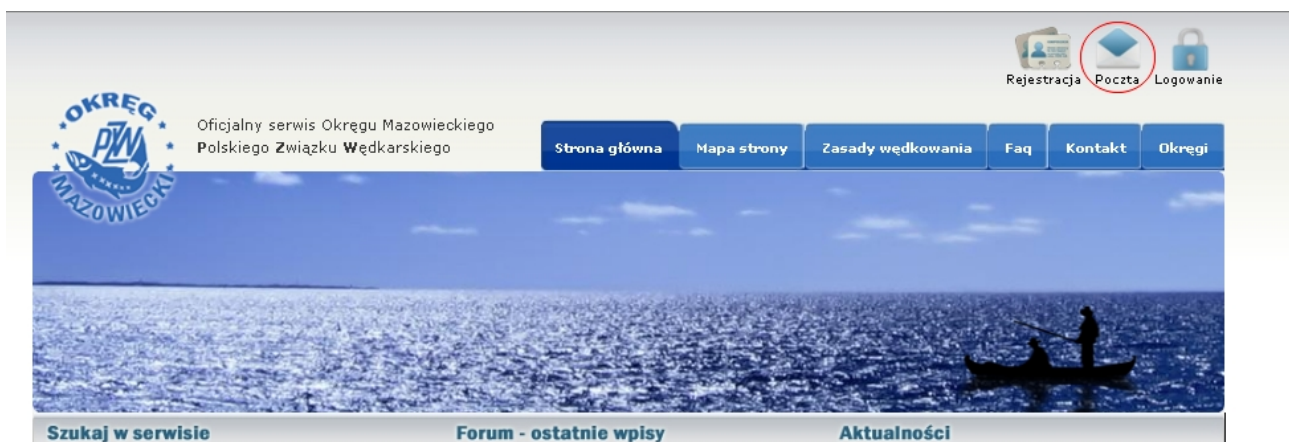 Rejestracja Poczta Logowanie
OKRĘG
PZW
MAZOWIECKI
Oficjalny serwis Okręgu Mazowieckiego
Polskiego Związku Wędkarskiego
Strona główna Mapa strony Zasady wędkowania Faq Kontakt Okręgi
Szukaj w serwisie Forum - ostatnie wpisy Aktualności